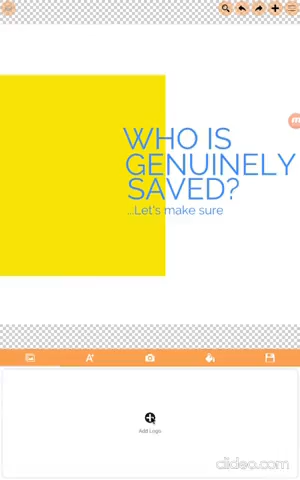 WHO IS
GENUINELY
SAVED?
...Let's make sure
Add Logo
clideo.com